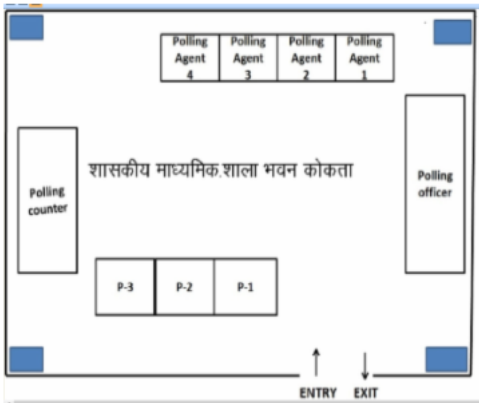 Polling Agent 4
Polling Agent 3
Polling Agent 2
Polling Agent 1
शासकीय माध्यमिक.शाला भवन कोकता
Polling counter
Polling officer
P-3
P-2
P-1
ENTRY
EXIT